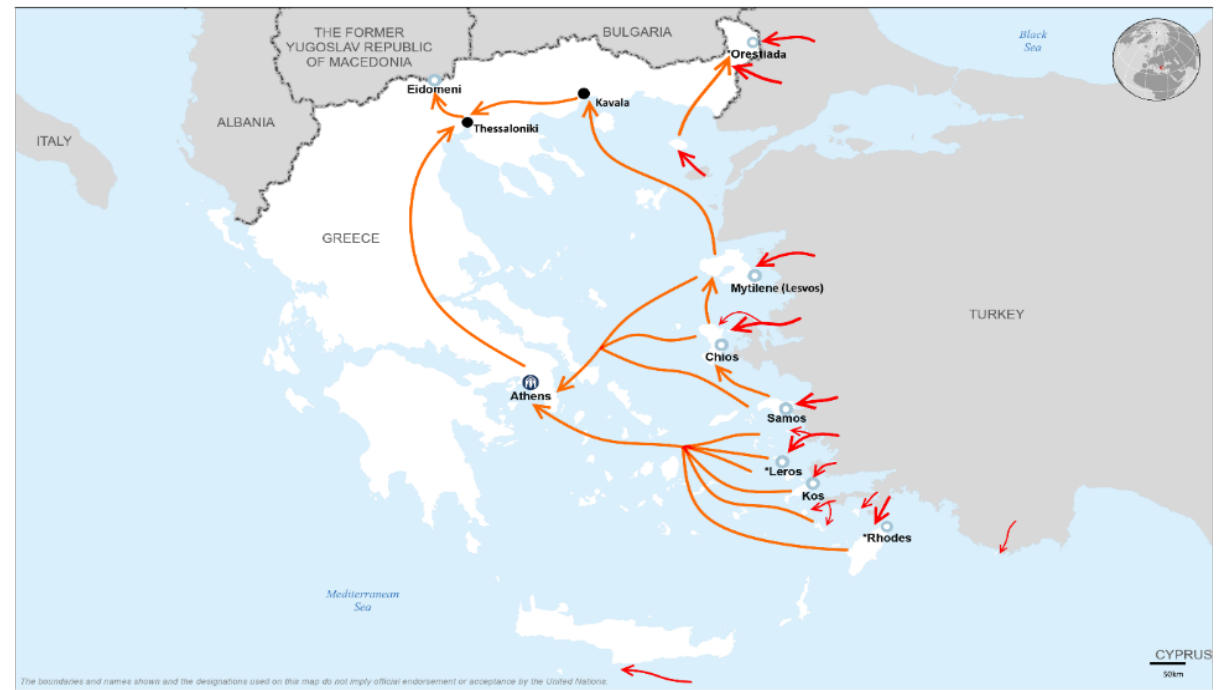 THE FORMER
YUGOSLAV REPUBLIC
OF MACEDONIA
BULGARIA
Black
Sea
*Orestiada
Eidomeni
Kavala
ALBANIA
Thessaloniki
ITALY
GREECE
Mytilene (Lesvos)
TURKEY
Chios
Athens
Samos
*Leros
Kos
*Rhodes
Mediterranean
Sea
CYPRUS
50km
The boundaries and names shown and the designations used on this map do not imply official endorsement or acceptance by the United Nations.